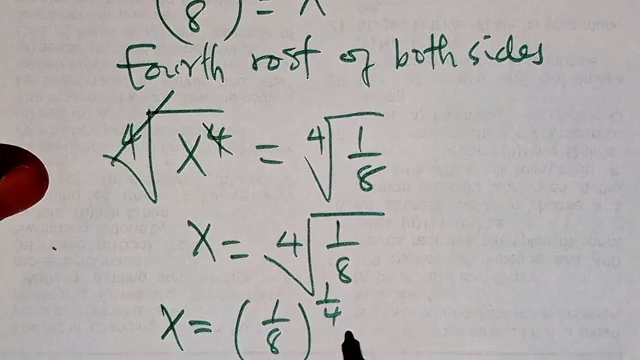 (1/8) = x
Fourth root of both sides
⁴√x⁴ = ⁴√(1/8)
x = ⁴√(1/8)
x = (1/8)^(1/4)